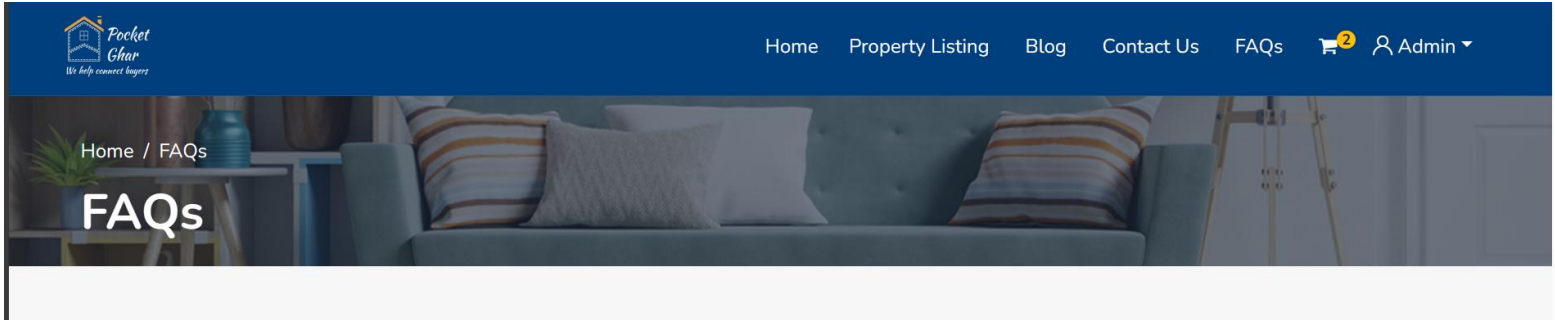 Pocket
Ghar
We help connect buyers
Home Property Listing Blog Contact Us FAQs 2 Admin
Home / FAQs
FAQs